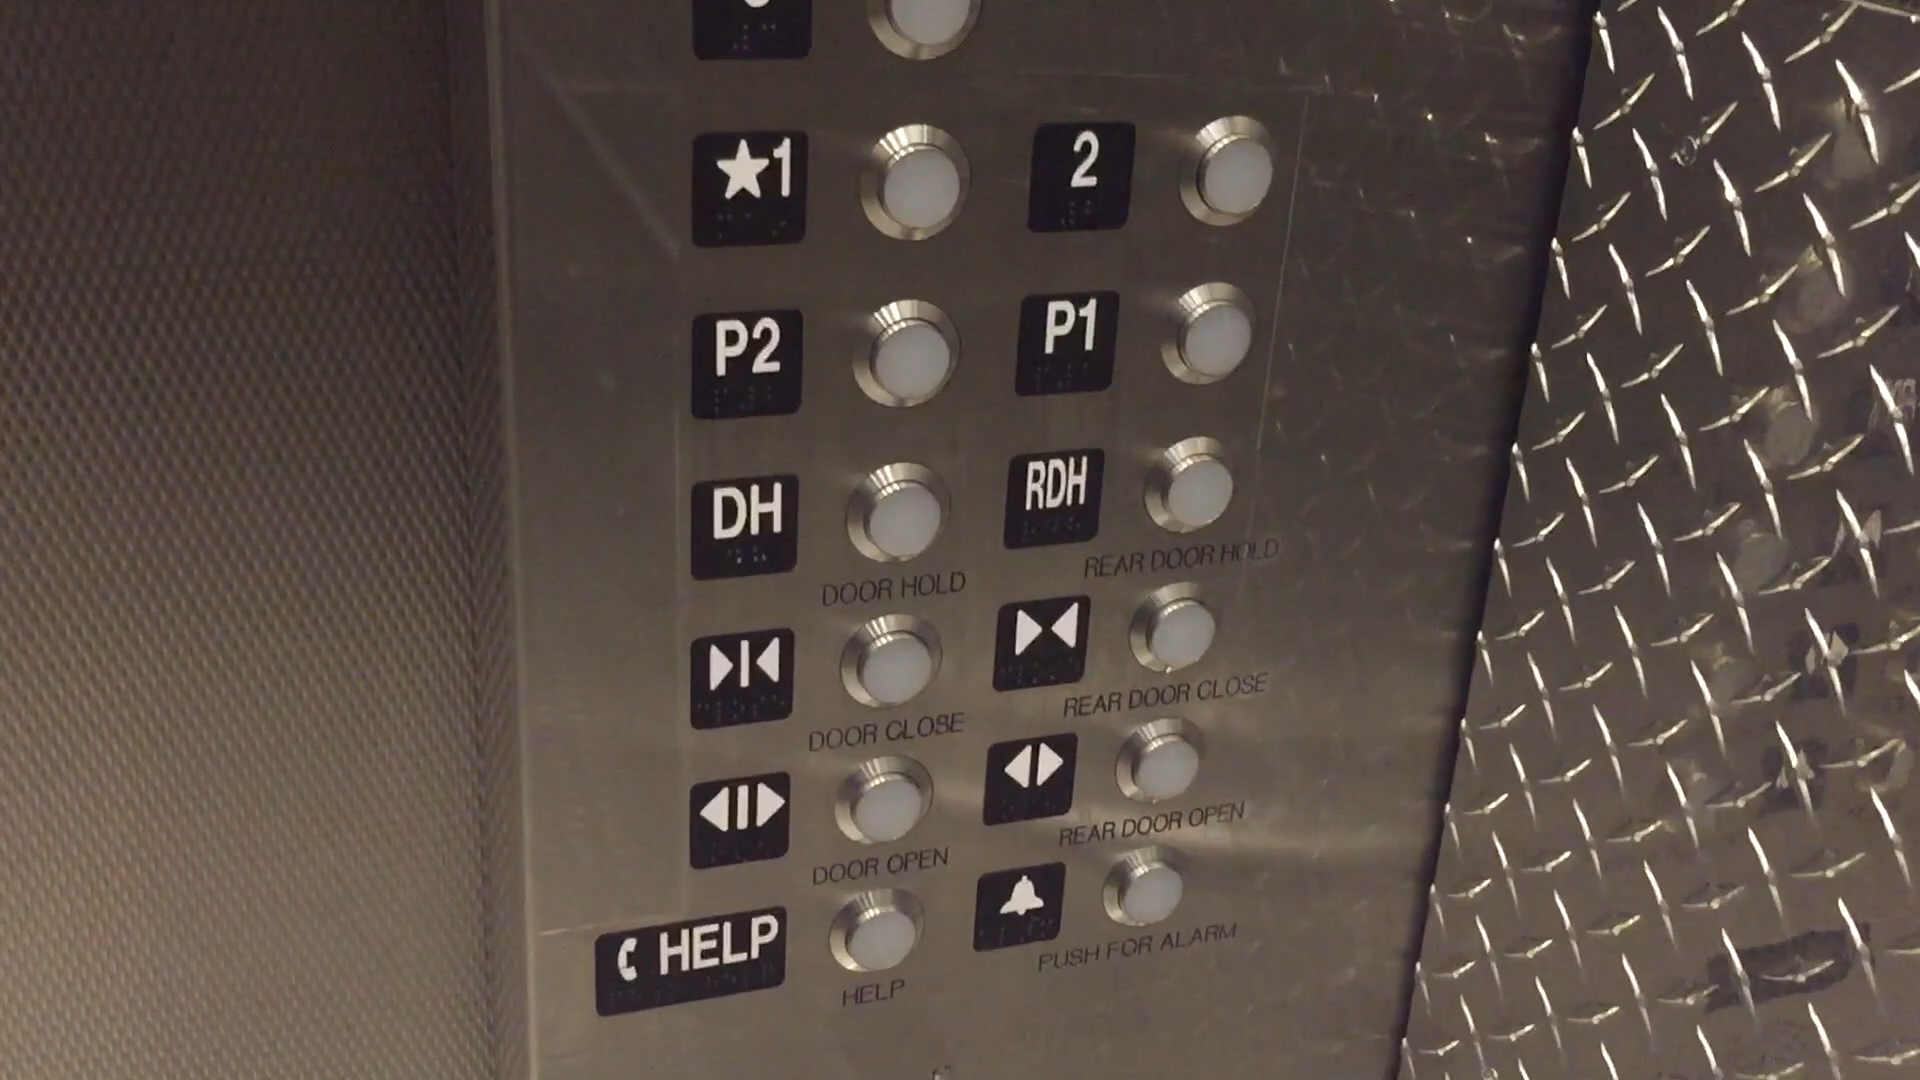 ★1
2
P2
P1
DH
RDH
DOOR HOLD
REAR DOOR HOLD
DOOR CLOSE
REAR DOOR CLOSE
DOOR OPEN
REAR DOOR OPEN
HELP
HELP
PUSH FOR ALARM